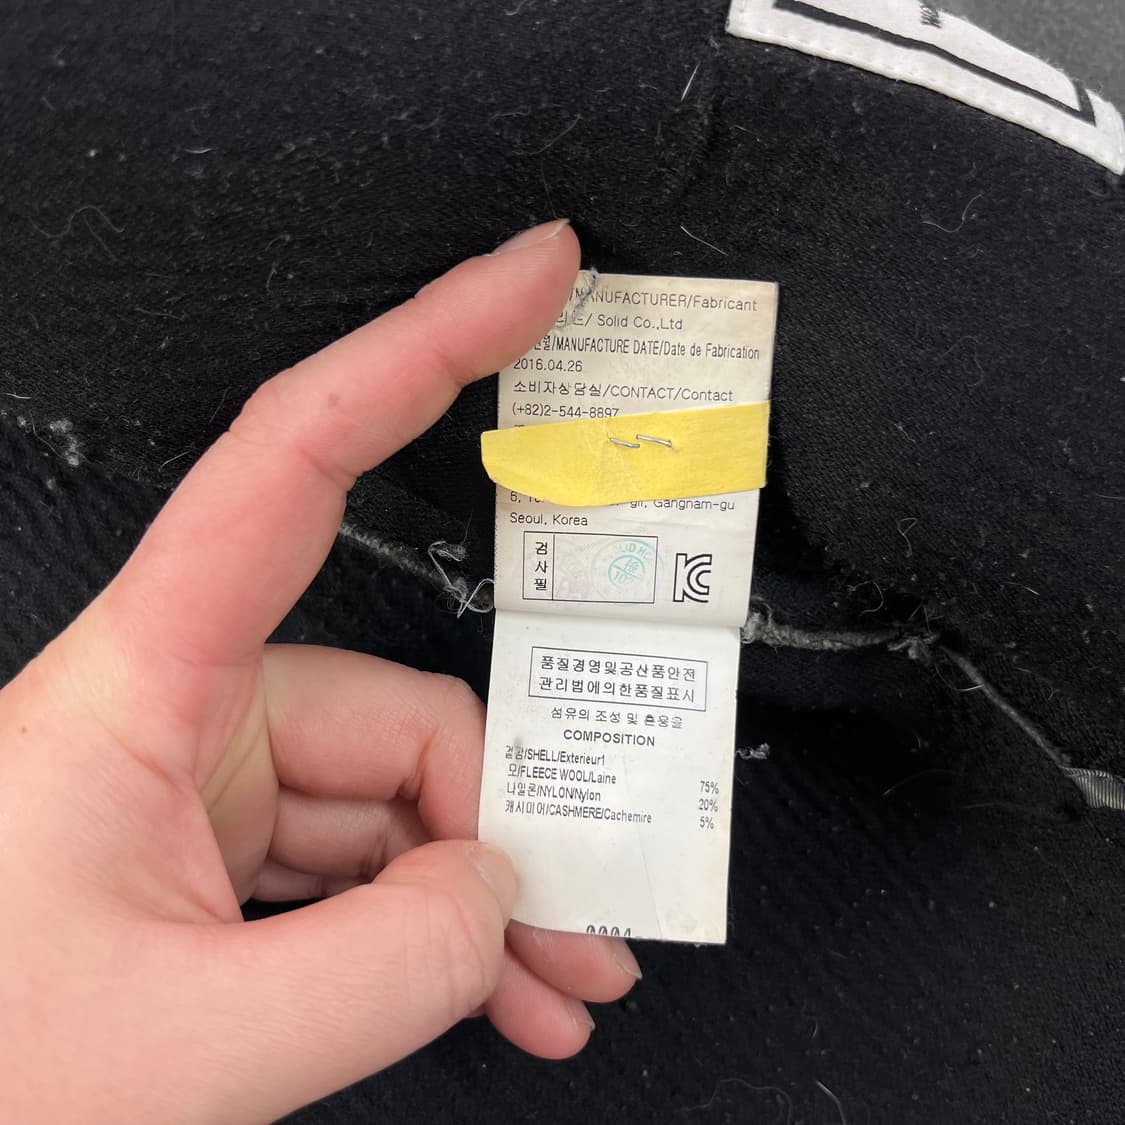 /MANUFACTURER/Fabricant
/ Solid Co.,Ltd
/MANUFACTURE DATE/Date de Fabrication
2016.04.26
소비자상담실/CONTACT/Contact
(+82)2-544-8897
6, Gangnam-gu
Seoul, Korea
검
사
필
KC
품질경영및공산품안전
관리법에의한품질표시
섬유의 조성 및 혼용율
COMPOSITION
겉감/SHELL/Exterieur1
모/FLEECE WOOL/Laine 75%
나일론/NYLON/Nylon 20%
캐시미어/CASHMERE/Cachemire 5%